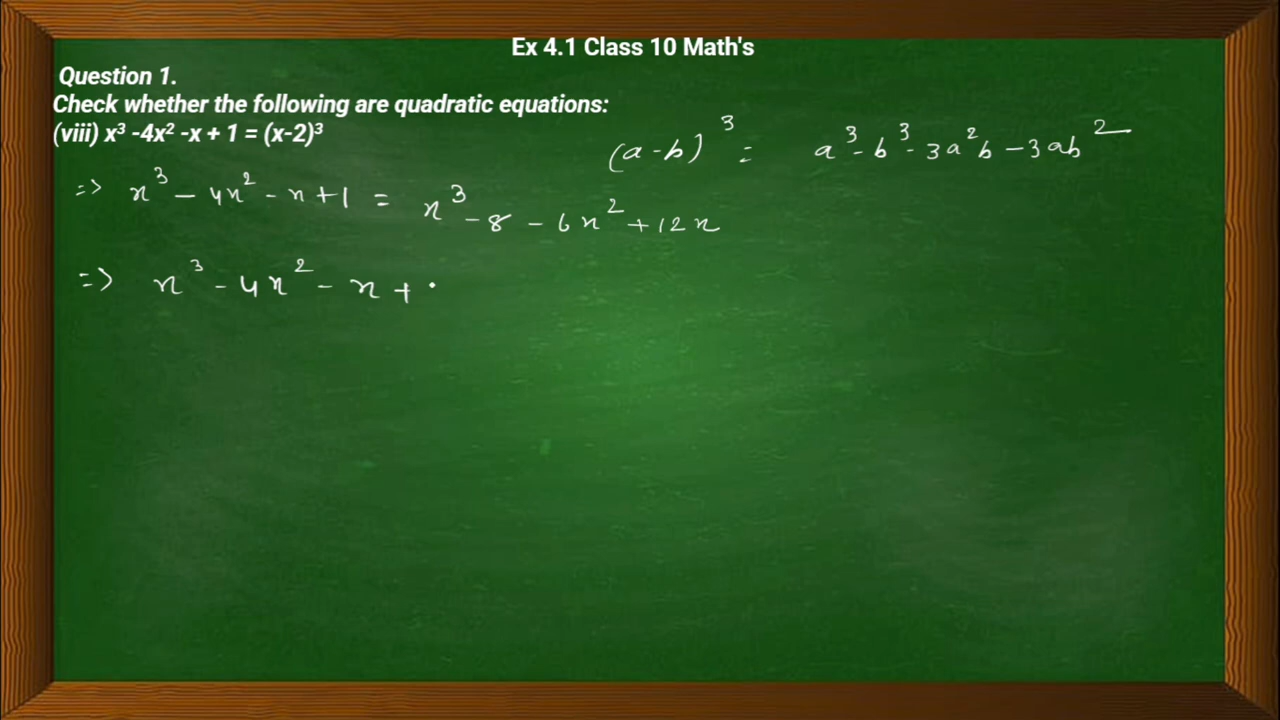 Ex 4.1 Class 10 Math's
Question 1.
Check whether the following are quadratic equations:
(viii) x³ -4x² -x + 1 = (x-2)³
(a-b)³ = a³-b³-3a²b-3ab²
=> x³ - 4x² - x + 1 = x³ - 8 - 6x² + 12x
=> x³ - 4x² - x +